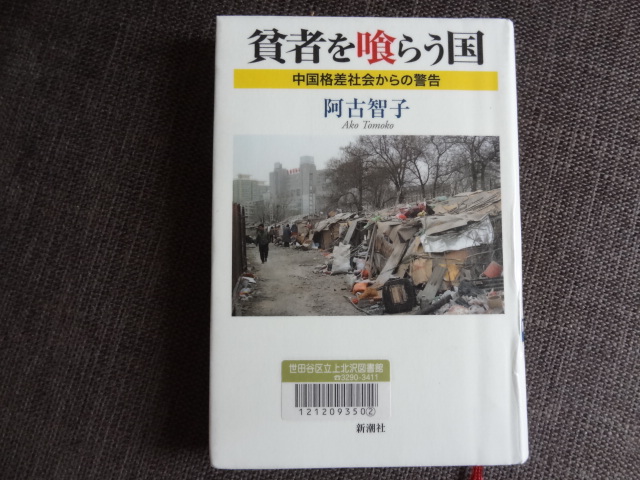 貧者を喰らう国
中国格差社会からの警告
阿古智子
Ako Tomoko
世田谷区立上北沢図書館
☎3290-3411
121209350②
新潮社